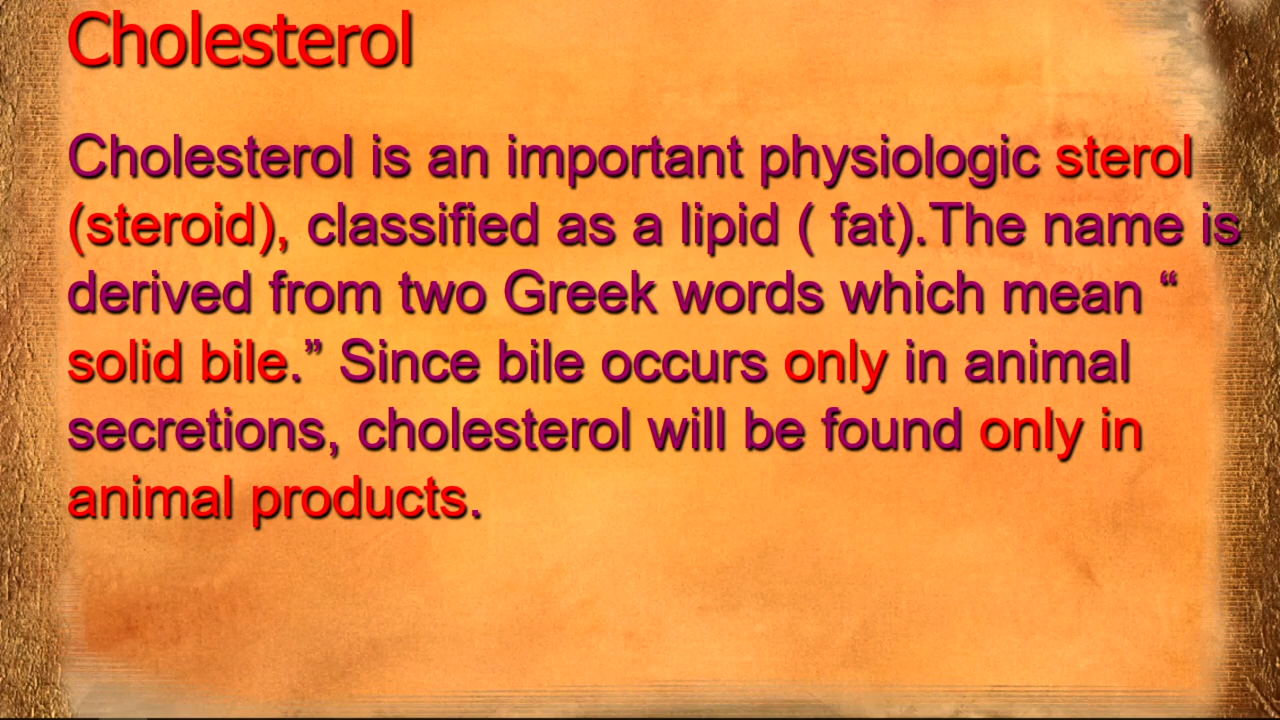 Cholesterol
Cholesterol is an important physiologic sterol
(steroid), classified as a lipid ( fat).The name is
derived from two Greek words which mean “
solid bile.” Since bile occurs only in animal
secretions, cholesterol will be found only in
animal products.